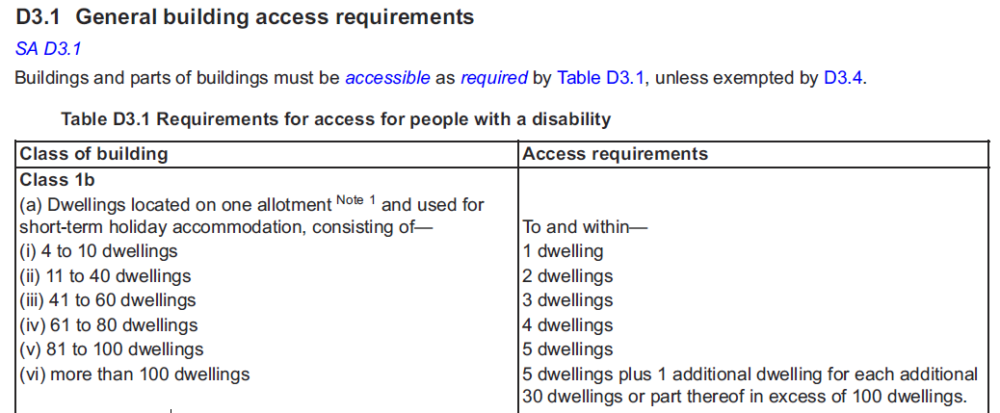 D3.1 General building access requirements
SA D3.1
Buildings and parts of buildings must be accessible as required by Table D3.1, unless exempted by D3.4.
Table D3.1 Requirements for access for people with a disability
Class of building Access requirements
Class 1b
(a) Dwellings located on one allotment Note 1 and used for
short-term holiday accommodation, consisting of— To and within—
(i) 4 to 10 dwellings 1 dwelling
(ii) 11 to 40 dwellings 2 dwellings
(iii) 41 to 60 dwellings 3 dwellings
(iv) 61 to 80 dwellings 4 dwellings
(v) 81 to 100 dwellings 5 dwellings
(vi) more than 100 dwellings 5 dwellings plus 1 additional dwelling for each additional
30 dwellings or part thereof in excess of 100 dwellings.